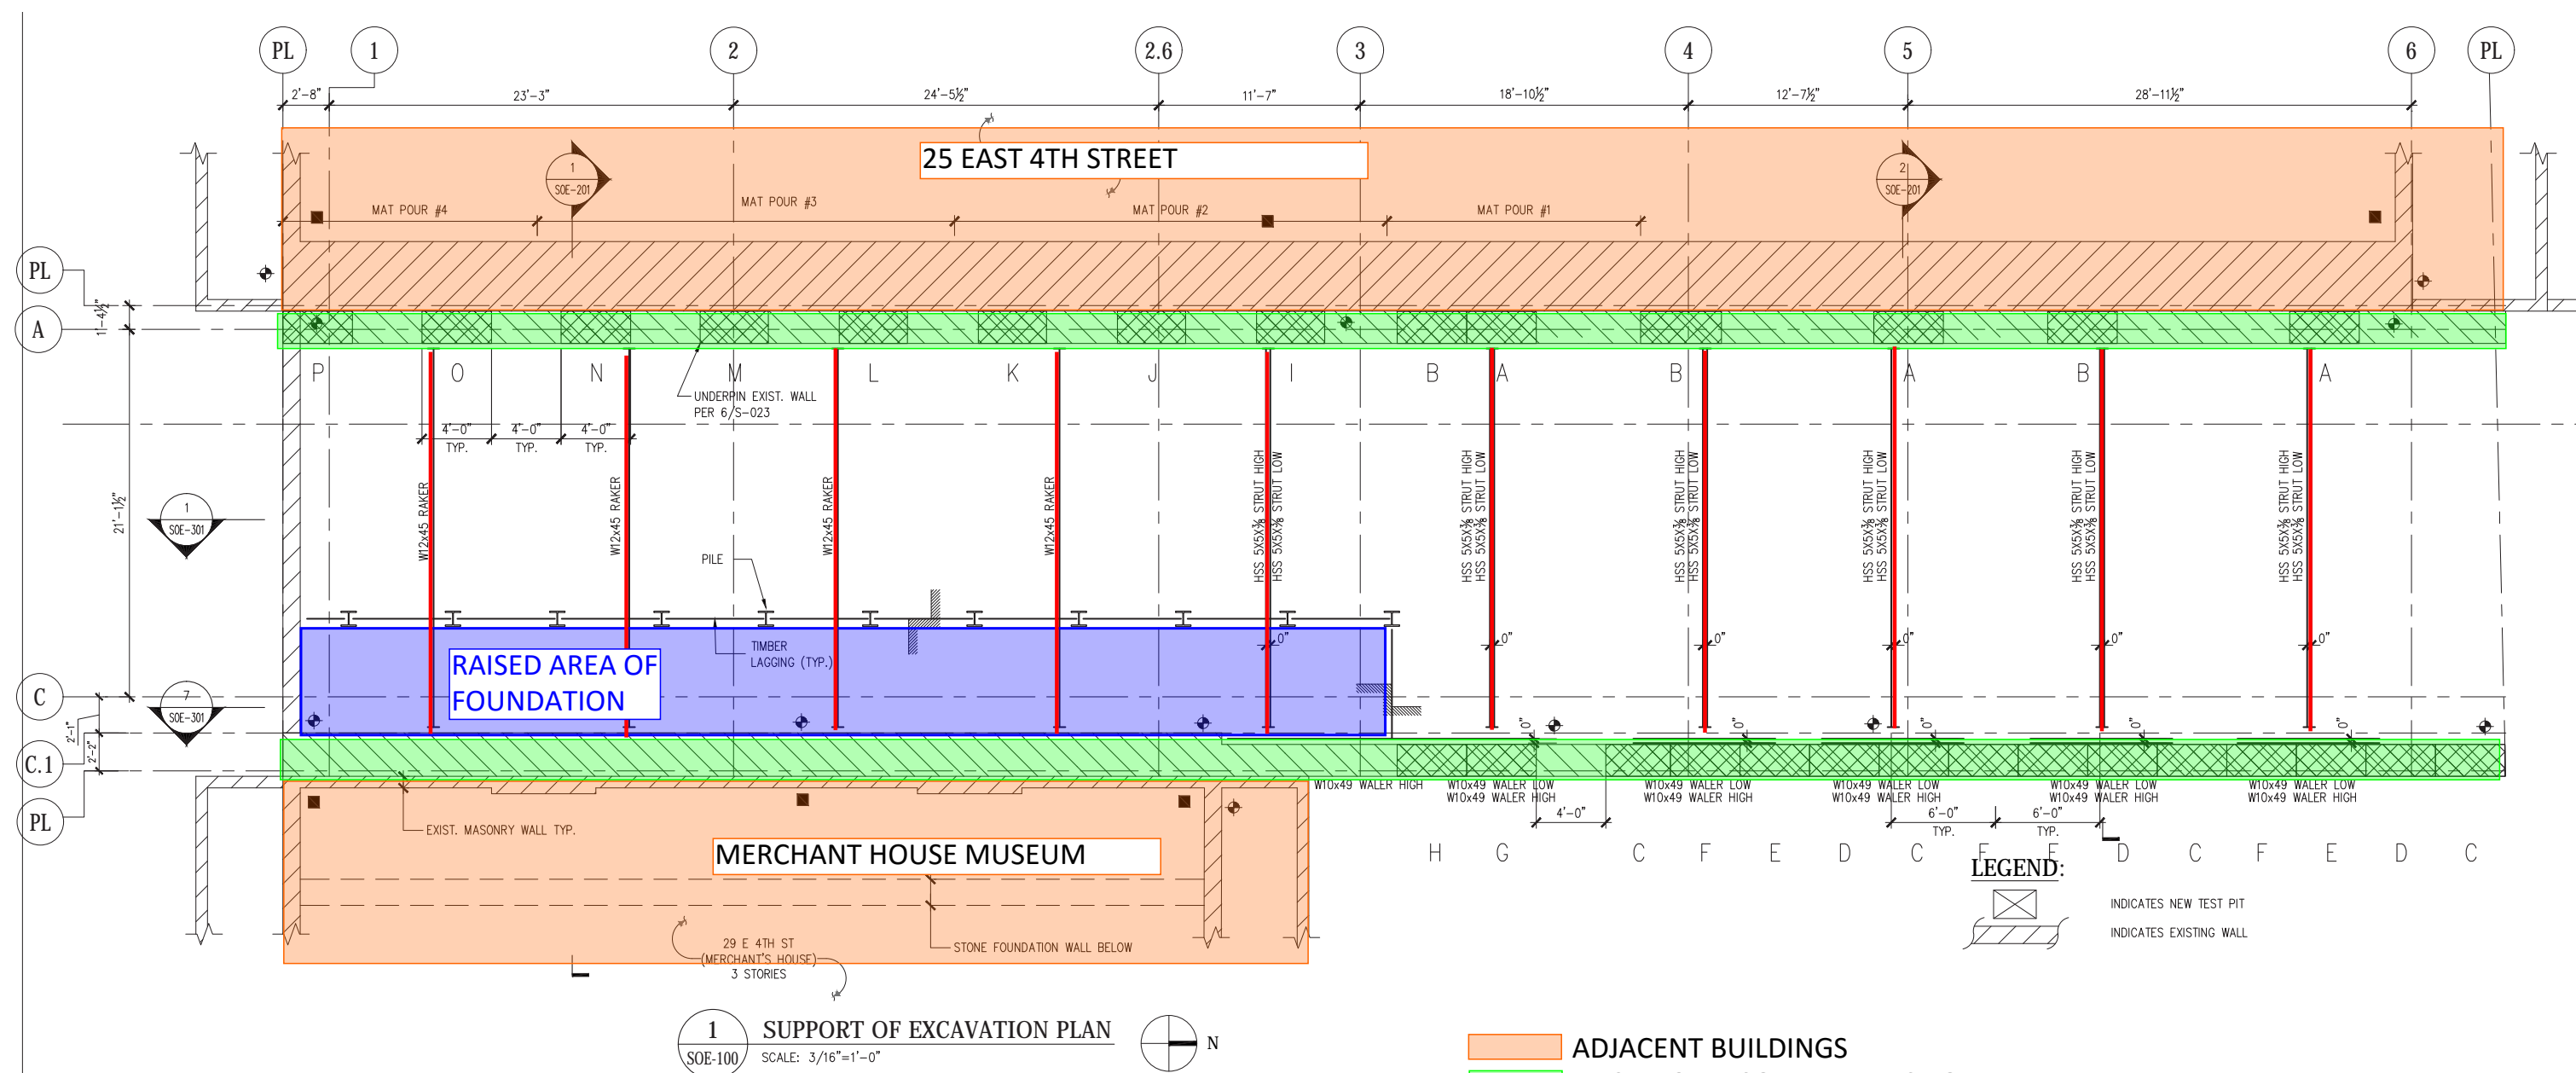 PL
1
2
2.6
3
4
5
6
PL
2'-8"
23'-3"
24'-5½"
11'-7"
18'-10½"
12'-7½"
28'-11½"
25 EAST 4TH STREET
1
SOE-201
2
SOE-201
MAT POUR #4
MAT POUR #3
MAT POUR #2
MAT POUR #1
PL
1'-4½"
A
P
O
N
M
L
K
J
I
B
A
B
A
B
A
UNDERPIN EXIST. WALL
PER 6/S-023
4'-0"
TYP.
4'-0"
TYP.
4'-0"
TYP.
21'-1½"
1
SOE-301
W12x45 RAKER
W12x45 RAKER
W12x45 RAKER
W12x45 RAKER
HSS 5X5X⅜ STRUT HIGH
HSS 5X5X⅜ STRUT LOW
HSS 5X5X⅜ STRUT HIGH
HSS 5X5X⅜ STRUT LOW
HSS 5X5X⅜ STRUT HIGH
HSS 5X5X⅜ STRUT LOW
HSS 5X5X⅜ STRUT HIGH
HSS 5X5X⅜ STRUT LOW
HSS 5X5X⅜ STRUT HIGH
HSS 5X5X⅜ STRUT LOW
HSS 5X5X⅜ STRUT HIGH
HSS 5X5X⅜ STRUT LOW
PILE
TIMBER
LAGGING (TYP.)
RAISED AREA OF
FOUNDATION
0"
0"
0"
0"
0"
0"
C
7
SOE-301
2'-1"
2'-2"
C.1
PL
0"
0"
0"
0"
0"
W10x49 WALER HIGH
W10x49 WALER LOW
W10x49 WALER HIGH
W10x49 WALER LOW
W10x49 WALER HIGH
W10x49 WALER LOW
W10x49 WALER HIGH
W10x49 WALER LOW
W10x49 WALER HIGH
W10x49 WALER LOW
W10x49 WALER HIGH
4'-0"
6'-0"
TYP.
6'-0"
TYP.
EXIST. MASONRY WALL TYP.
MERCHANT HOUSE MUSEUM
H
G
C
F
E
D
C
F
E
D
C
F
E
D
C
LEGEND:
INDICATES NEW TEST PIT
INDICATES EXISTING WALL
STONE FOUNDATION WALL BELOW
29 E 4TH ST
(MERCHANT'S HOUSE)
3 STORIES
1
SOE-100
SUPPORT OF EXCAVATION PLAN
SCALE: 3/16"=1'-0"
N
ADJACENT BUILDINGS